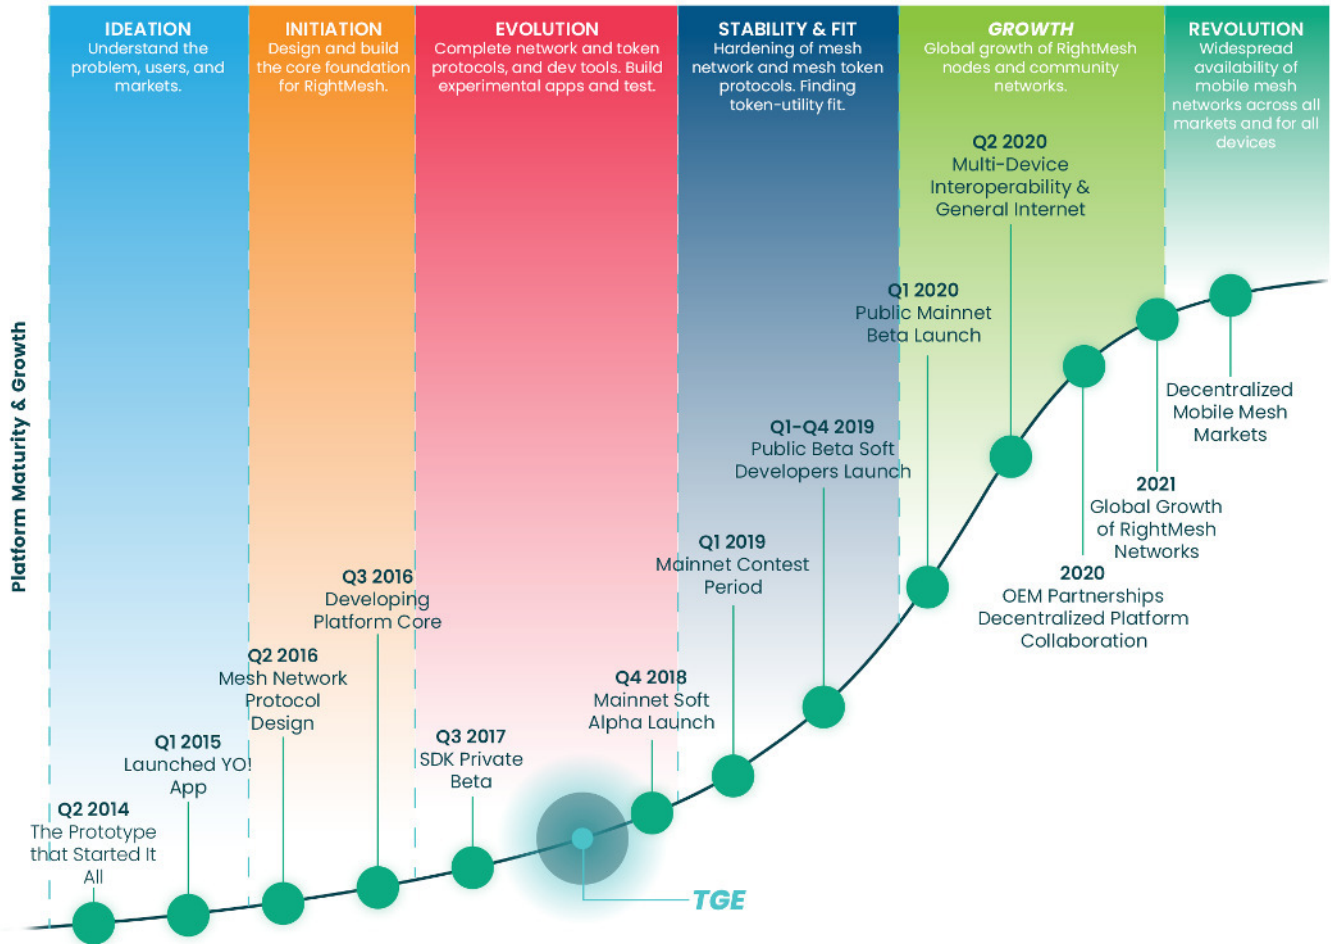 IDEATION
Understand the
problem, users, and
markets.
INITIATION
Design and build
the core foundation
for RightMesh.
EVOLUTION
Complete network and token
protocols, and dev tools. Build
experimental apps and test.
STABILITY & FIT
Hardening of mesh
network and mesh token
protocols. Finding
token-utility fit.
GROWTH
Global growth of RightMesh
nodes and community
networks.
REVOLUTION
Widespread
availability of
mobile mesh
networks across all
markets and for all
devices
Platform Maturity & Growth
Q2 2014
The Prototype
that Started It
All
Q1 2015
Launched YO!
App
Q2 2016
Mesh Network
Protocol
Design
Q3 2016
Developing
Platform Core
Q3 2017
SDK Private
Beta
TGE
Q4 2018
Mainnet Soft
Alpha Launch
Q1 2019
Mainnet Contest
Period
Q1-Q4 2019
Public Beta Soft
Developers Launch
Q1 2020
Public Mainnet
Beta Launch
Q2 2020
Multi-Device
Interoperability &
General Internet
2020
OEM Partnerships
Decentralized Platform
Collaboration
2021
Global Growth
of RightMesh
Networks
Decentralized
Mobile Mesh
Markets